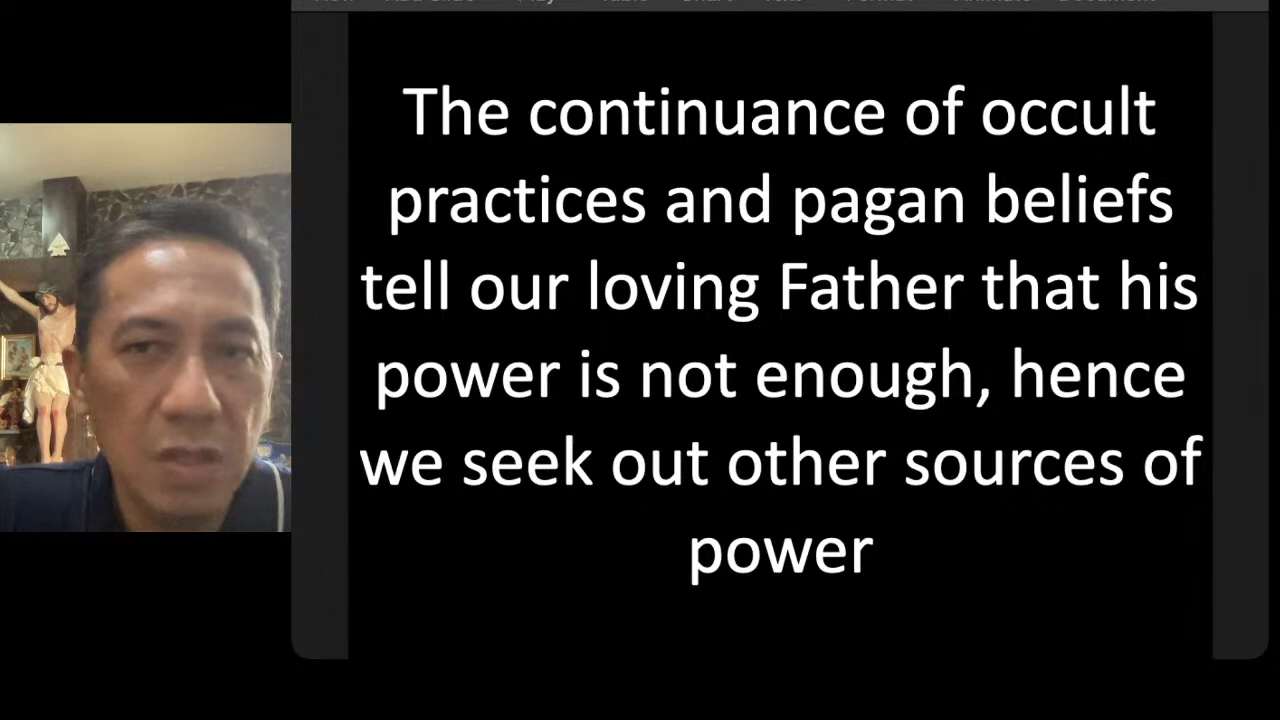 The continuance of occult
practices and pagan beliefs
tell our loving Father that his
power is not enough, hence
we seek out other sources of
power